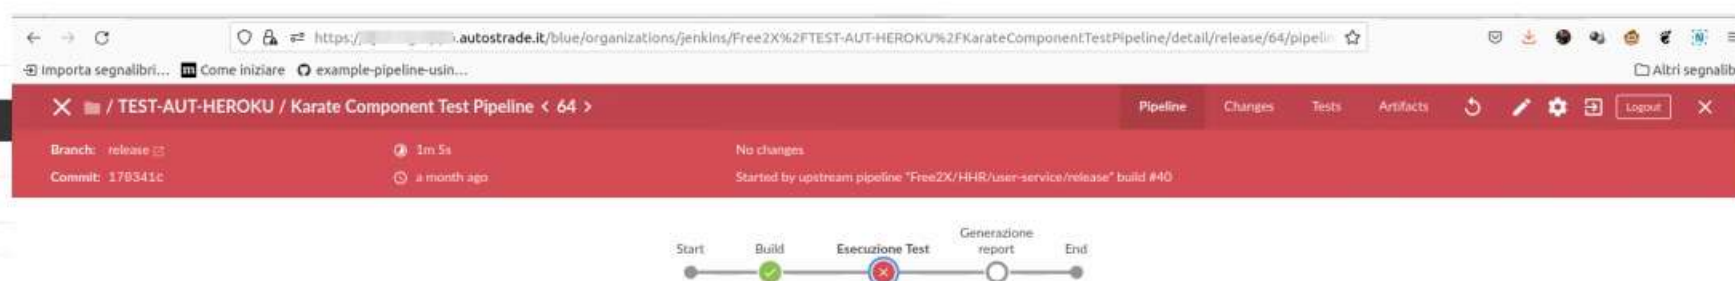 https:/
.autostrade.it/blue/organizations/jenkins/Free2X%2FTEST-AUT-HEROKU%2FKarateComponentTestPipeline/detail/release/64/pipelin
Importa segnalibri... Come iniziare example-pipeline-usin...
Altri segnalib
/ TEST-AUT-HEROKU / Karate Component Test Pipeline < 64 >
Pipeline Changes Tests Artifacts Logout
Branch: release 1m 5s No changes
Commit: 170341c a month ago Started by upstream pipeline "Free2X/HHR/user-service/release" build #40
Start Build Esecuzione Test Generazione report End